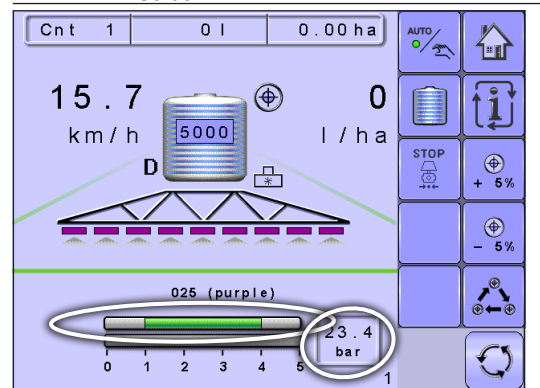 Cnt 1 0 l 0.00 ha
AUTO
15.7 0
km/h 5000 l/ha
D
STOP
+ 5%
- 5%
025 (purple)
23.4
bar
0 1 2 3 4 5
1